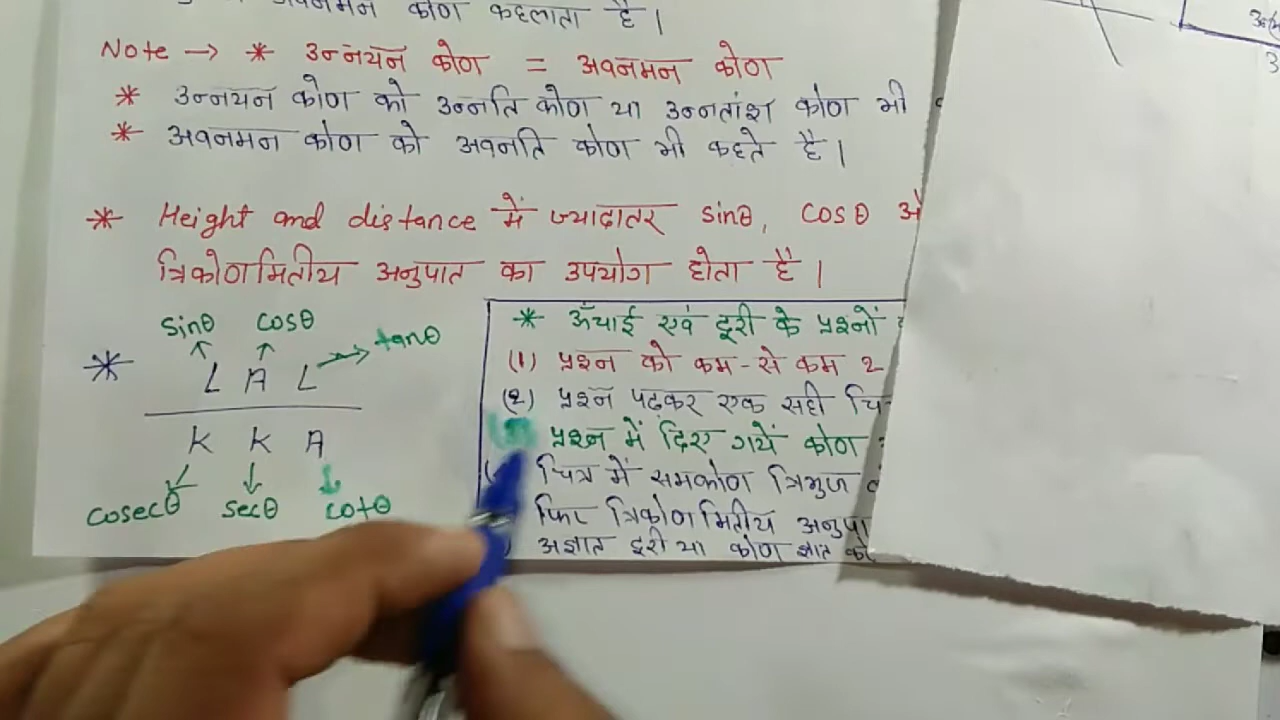 अवनमन कोण कहलाता है।
Note → * उन्नयन कोण = अवनमन कोण
* उन्नयन कोण को उन्नति कोण या उन्नतांश कोण भी
* अवनमन कोण को अवनति कोण भी कहते है।
* Height and distance में ज्यादातर sinθ, cosθ
त्रिकोणमितीय अनुपात का उपयोग होता है।
sinθ cosθ tanθ
* L A L
K K A
cosecθ secθ cotθ
* ऊँचाई एवं दूरी के प्रश्नों
(1) प्रश्न को कम-से कम 2
(2) प्रश्न पढ़कर एक सही
प्रश्न में दिए गयें कोण
चित्र में समकोण त्रिभुज
फिर त्रिकोणमितीय
अज्ञात दूरी या कोण ज्ञात